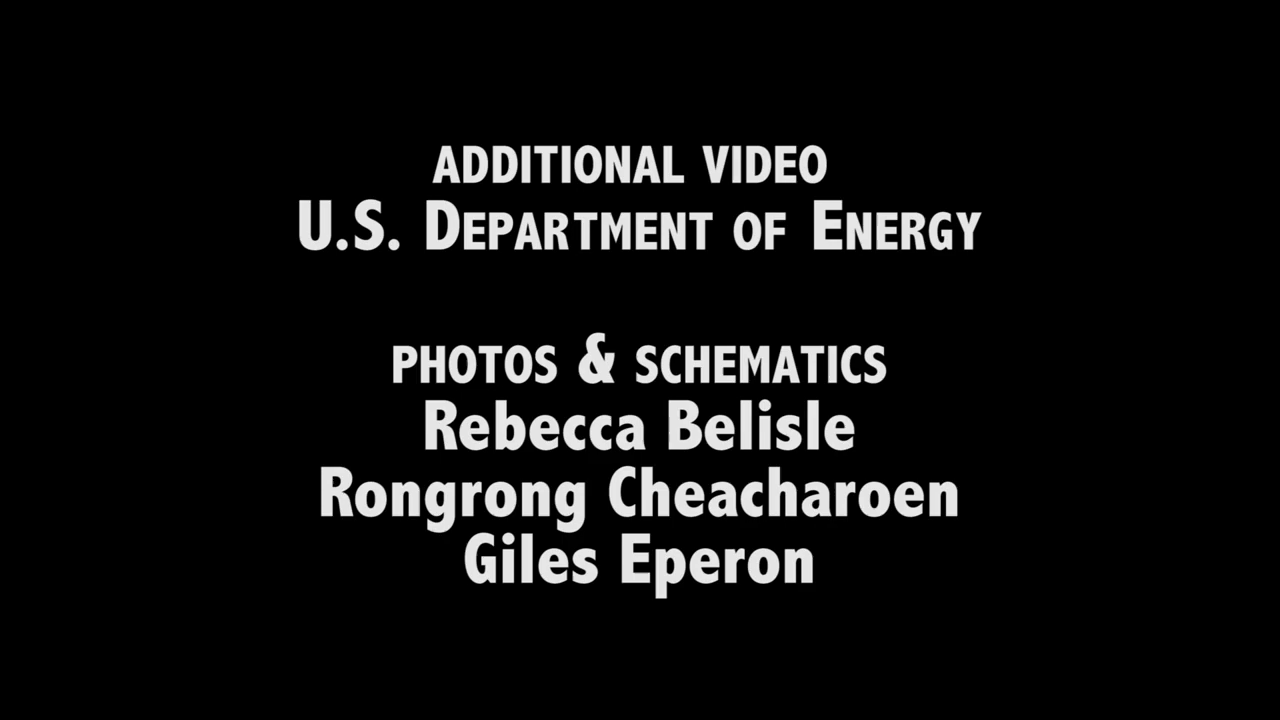 ADDITIONAL VIDEO
U.S. DEPARTMENT OF ENERGY
PHOTOS & SCHEMATICS
Rebecca Belisle
Rongrong Cheacharoen
Giles Eperon